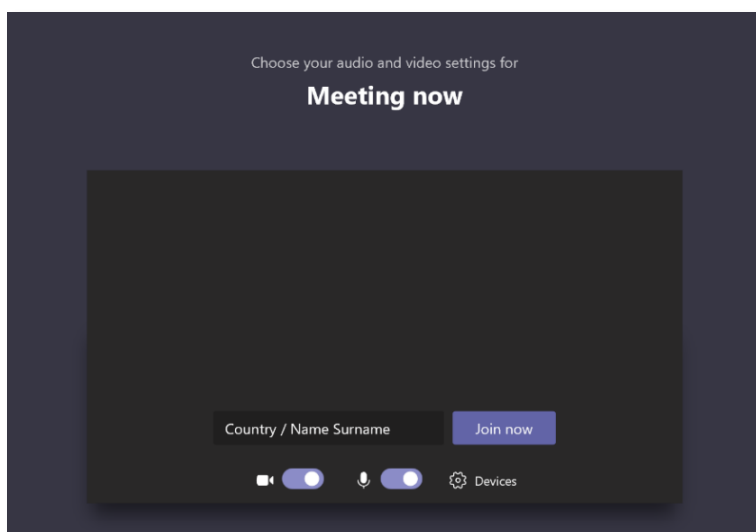 Choose your audio and video settings for
Meeting now
Country / Name Surname
Join now
Devices